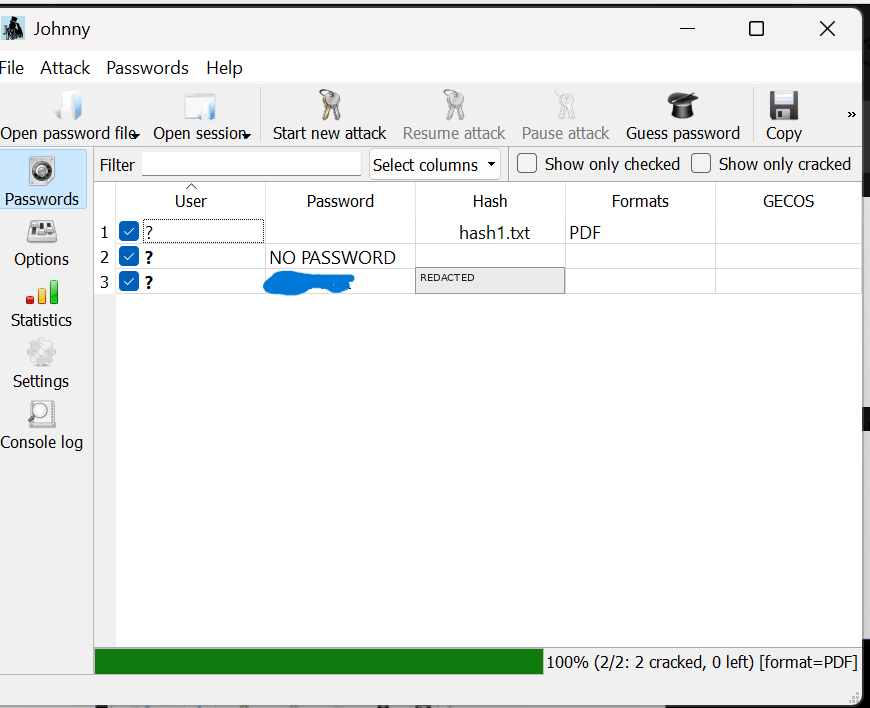 Johnny
File Attack Passwords Help
Open password file Open session Start new attack Resume attack Pause attack Guess password Copy »
Passwords
Options
Statistics
Settings
Console log
Filter Select columns Show only checked Show only cracked
User Password Hash Formats GECOS
1 ? hash1.txt PDF
2 ? NO PASSWORD
3 ? REDACTED
100% (2/2: 2 cracked, 0 left) [format=PDF]